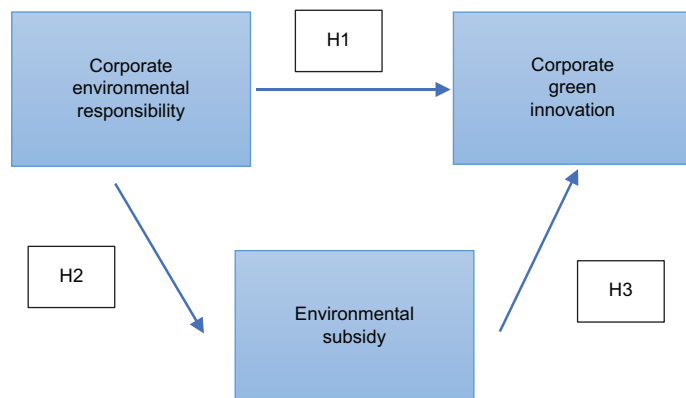 H1
Corporate
environmental
responsibility
Corporate
green
innovation
H2
Environmental
subsidy
H3